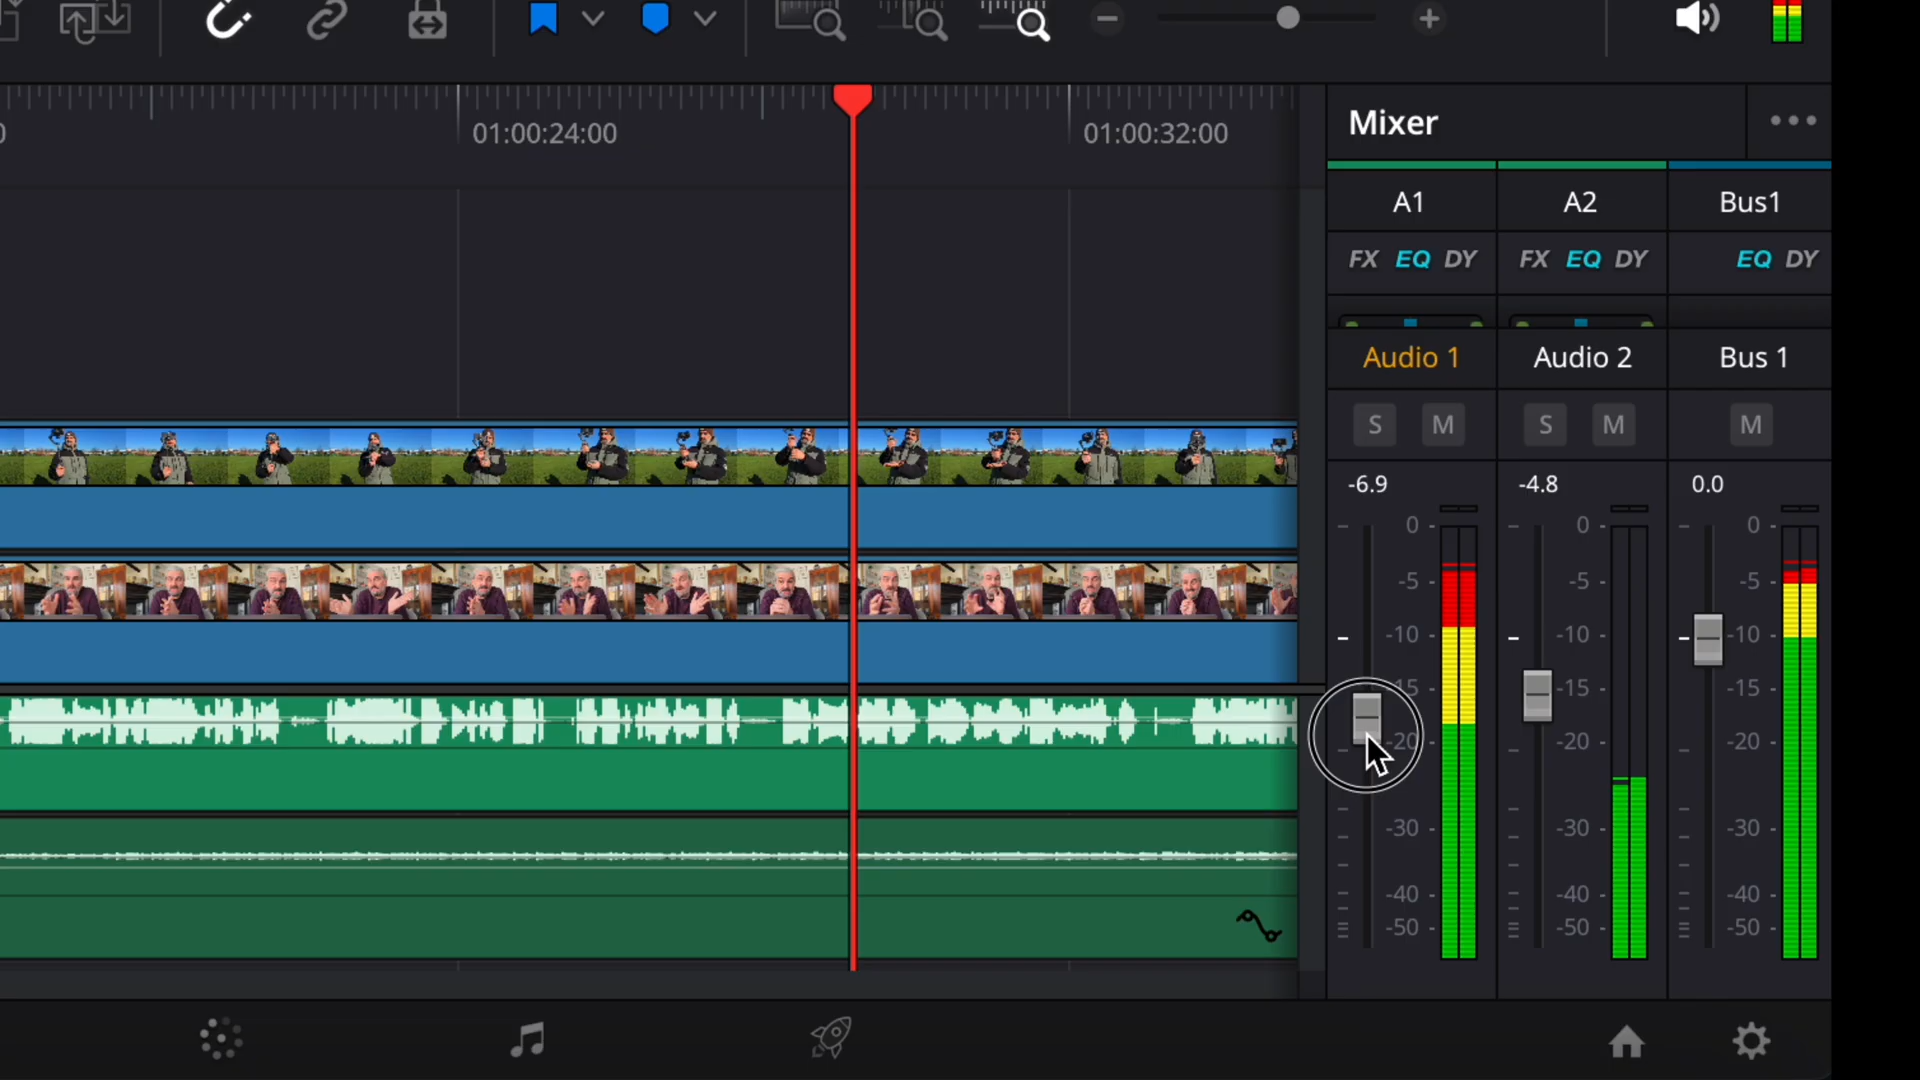 01:00:24:00
01:00:32:00
Mixer
A1 A2 Bus1
FX EQ DY FX EQ DY EQ DY
Audio 1 Audio 2 Bus 1
S M S M M
-6.9 -4.8 0.0
0 0 0
-5 -5 -5
-10 -10 -10
-15 -15 -15
-20 -20 -20
-30 -30 -30
-40 -40 -40
-50 -50 -50